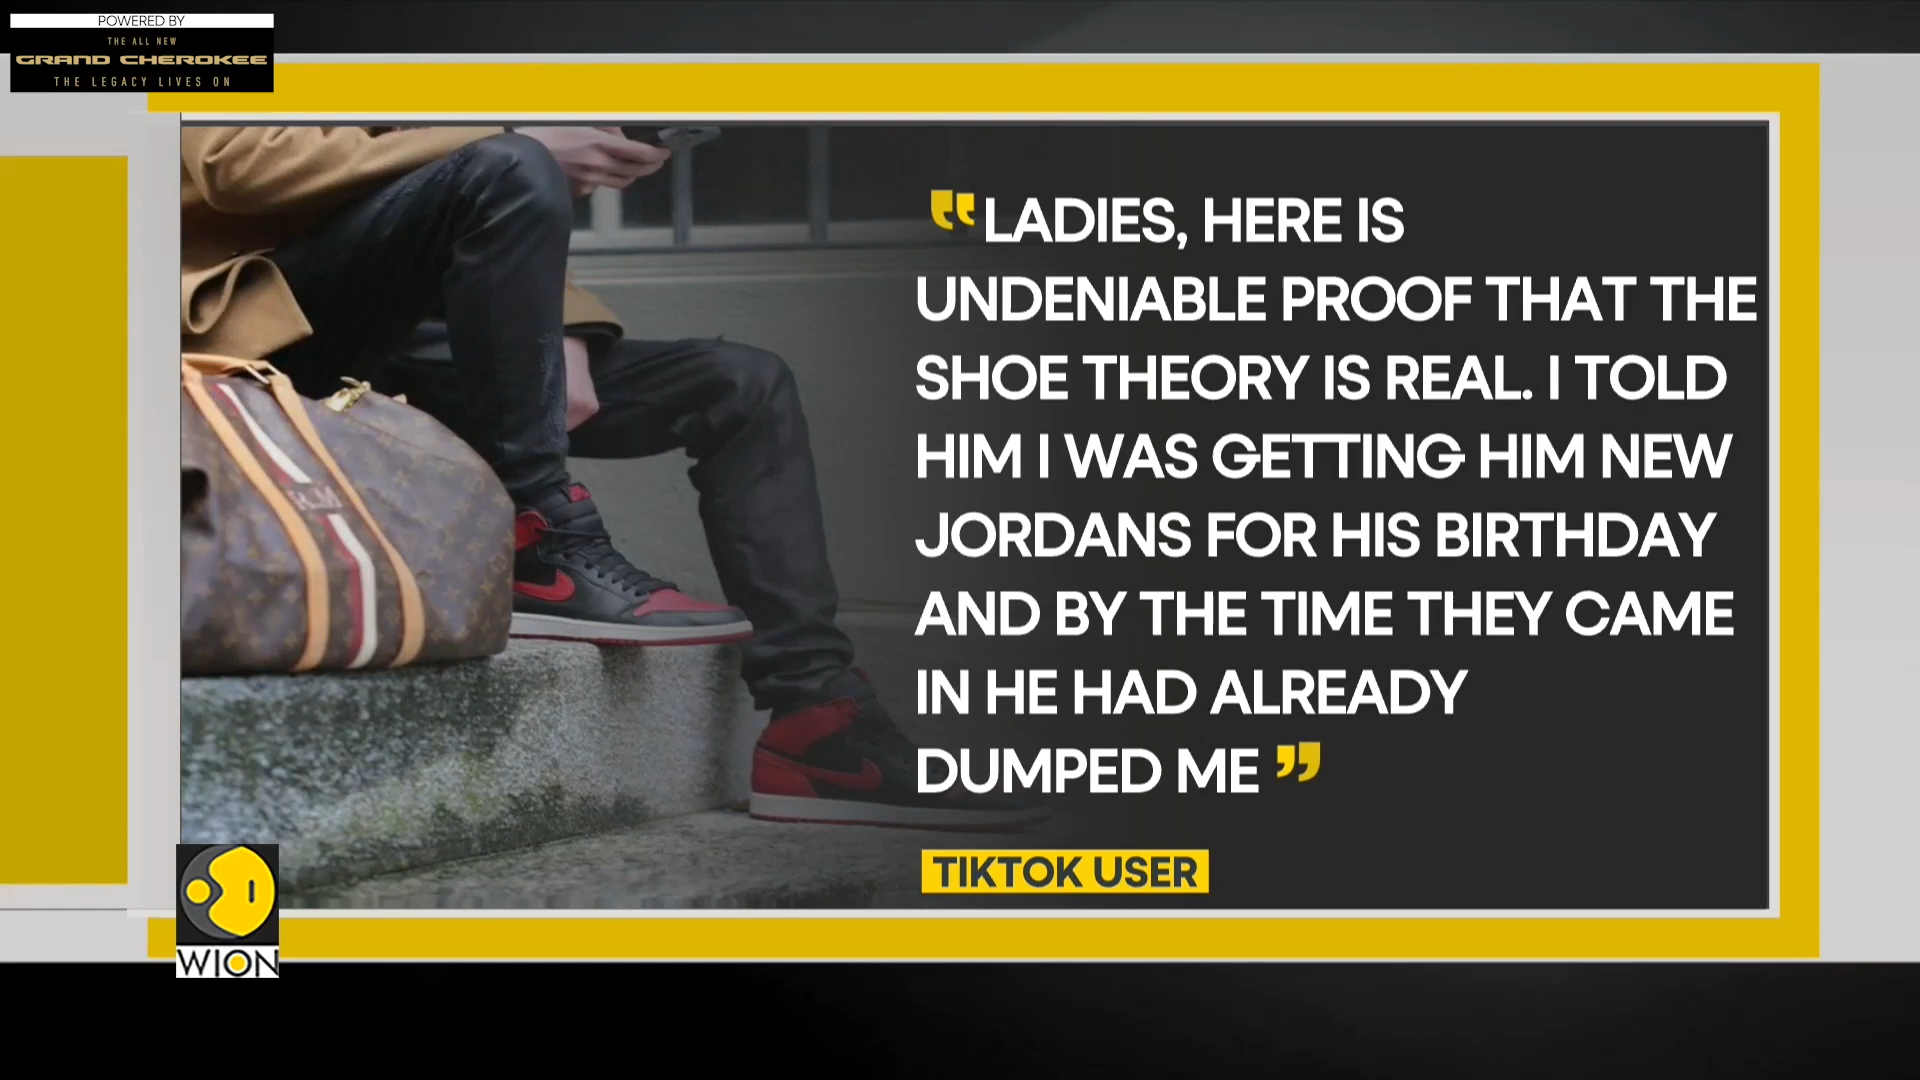 POWERED BY
THE ALL NEW
GRAND CHEROKEE
THE LEGACY LIVES ON
“LADIES, HERE IS
UNDENIABLE PROOF THAT THE
SHOE THEORY IS REAL. I TOLD
HIM I WAS GETTING HIM NEW
JORDANS FOR HIS BIRTHDAY
AND BY THE TIME THEY CAME
IN HE HAD ALREADY
DUMPED ME”
TIKTOK USER
R.M
WION